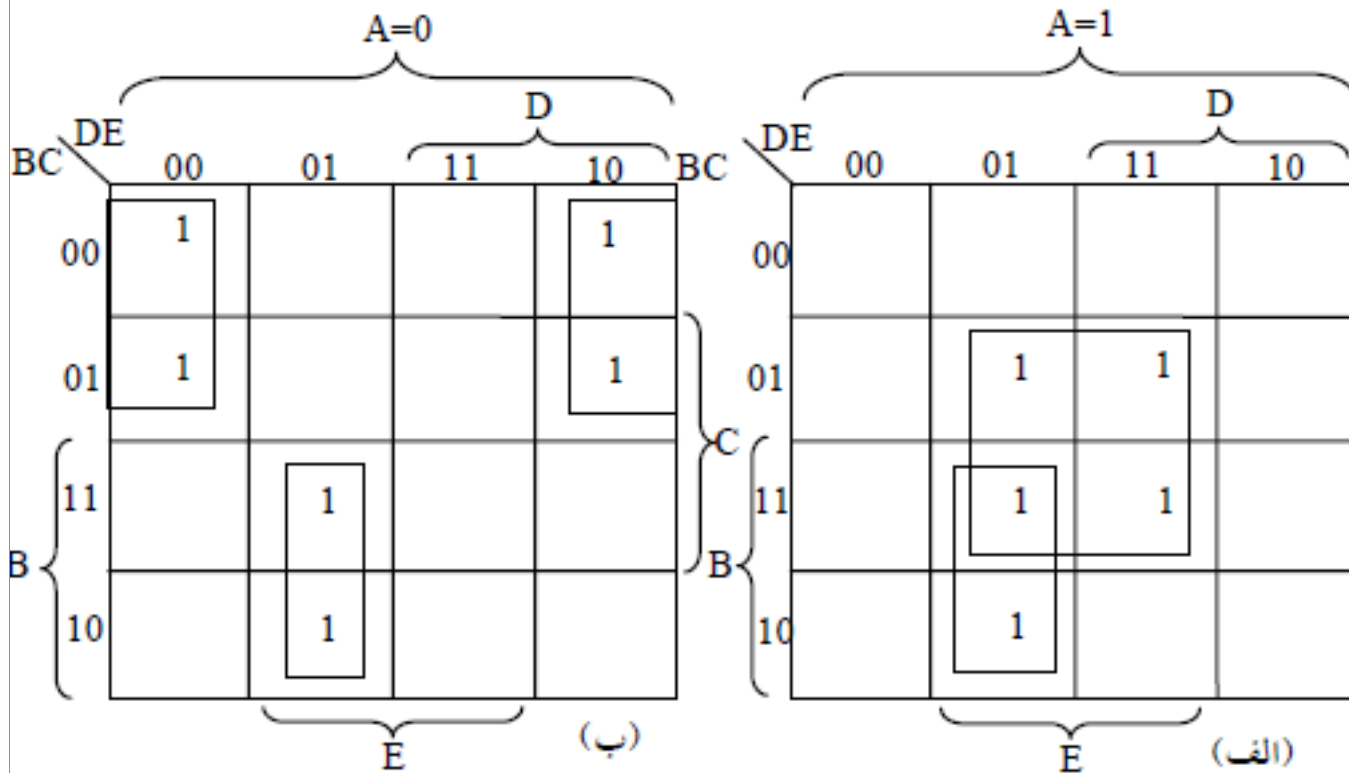 A=0 A=1
D D
DE DE
BC 00 01 11 10 BC 00 01 11 10
00 1 1 00
01 1 1 01 1 1
C
11 1 11 1 1
B B
10 1 10 1
E (ب) E (الف)